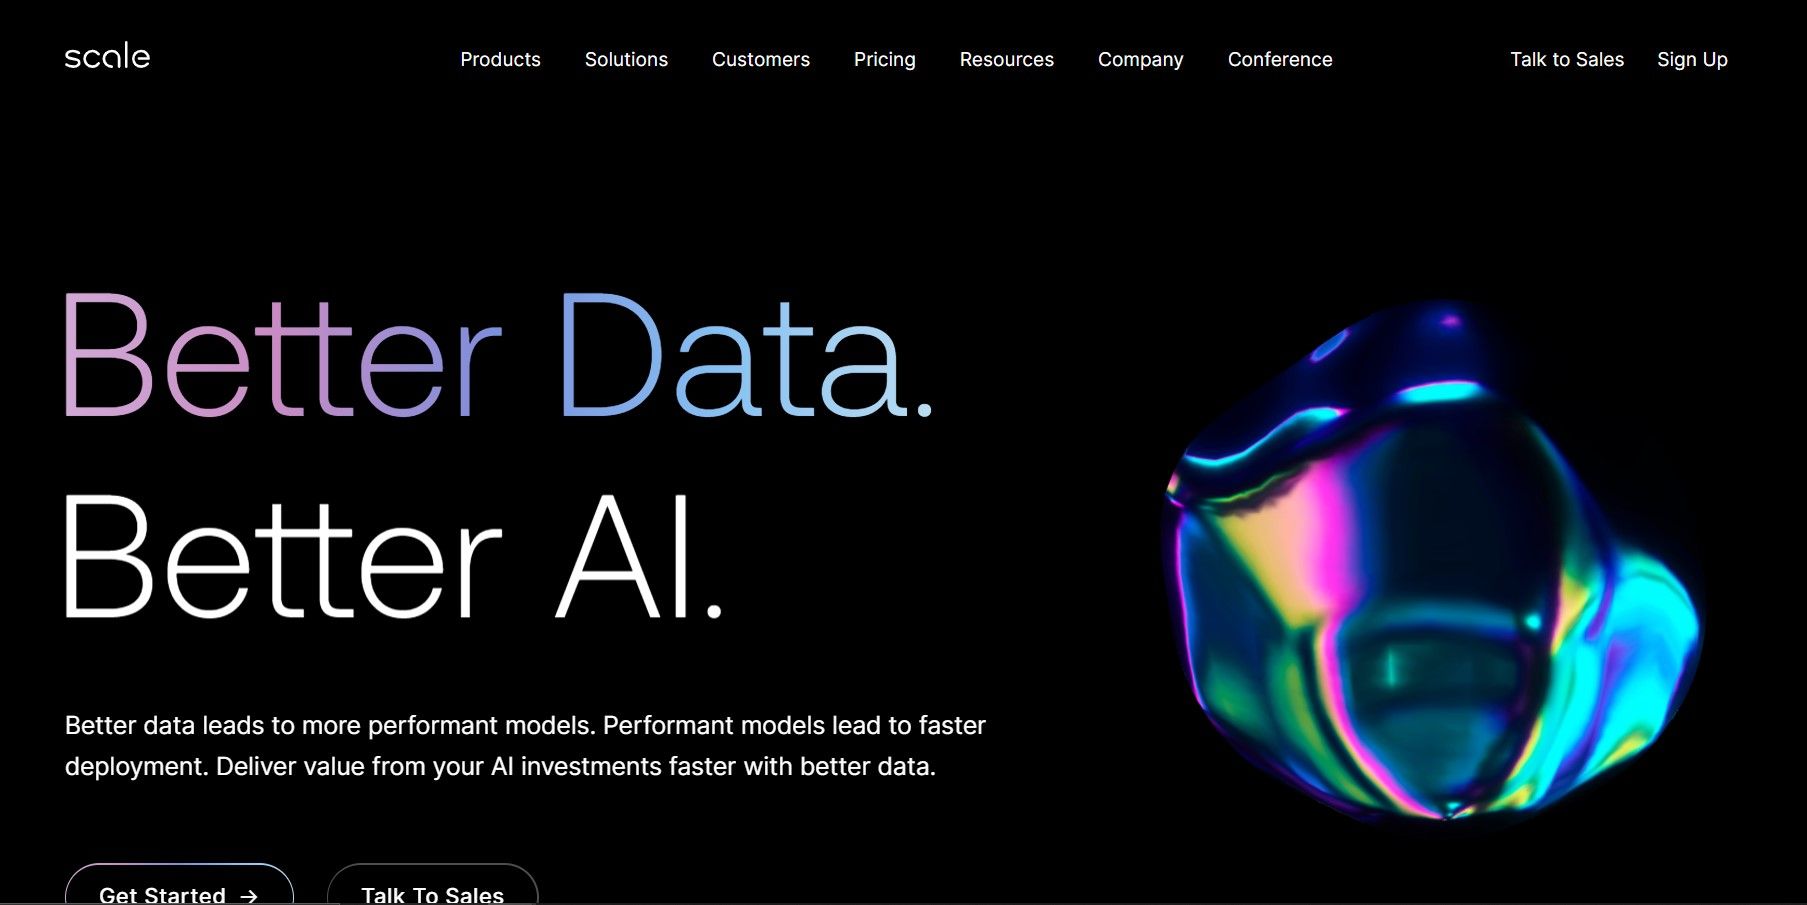 scale
Products Solutions Customers Pricing Resources Company Conference Talk to Sales Sign Up
Better Data.
Better AI.
Better data leads to more performant models. Performant models lead to faster
deployment. Deliver value from your AI investments faster with better data.
Get Started →
Talk To Sales